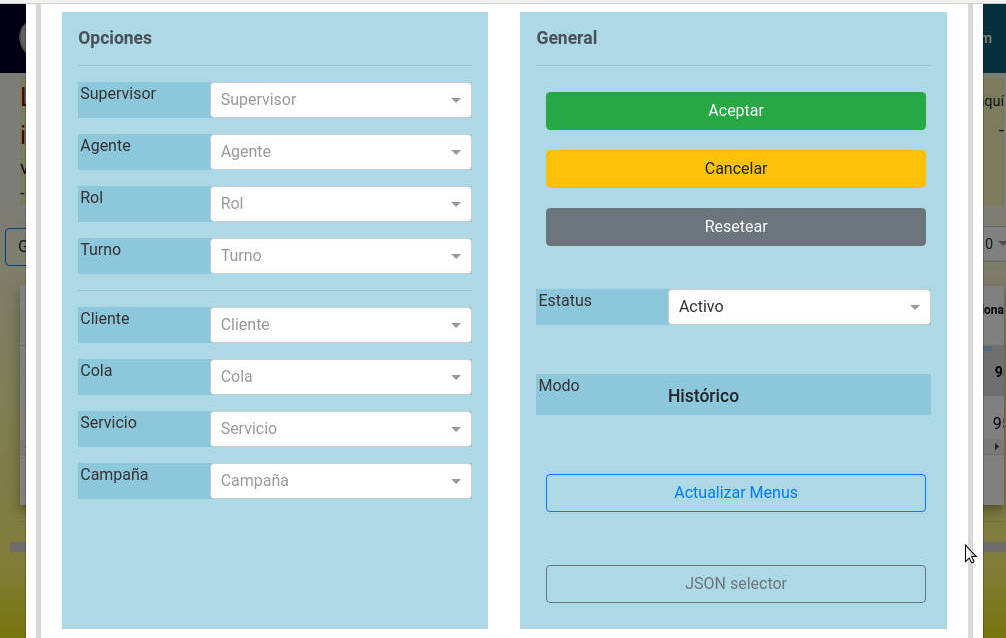 Opciones
Supervisor
Supervisor
Agente
Agente
Rol
Rol
Turno
Turno
Cliente
Cliente
Cola
Cola
Servicio
Servicio
Campaña
Campaña
General
Aceptar
Cancelar
Resetear
Estatus
Activo
Modo
Histórico
Actualizar Menus
JSON selector